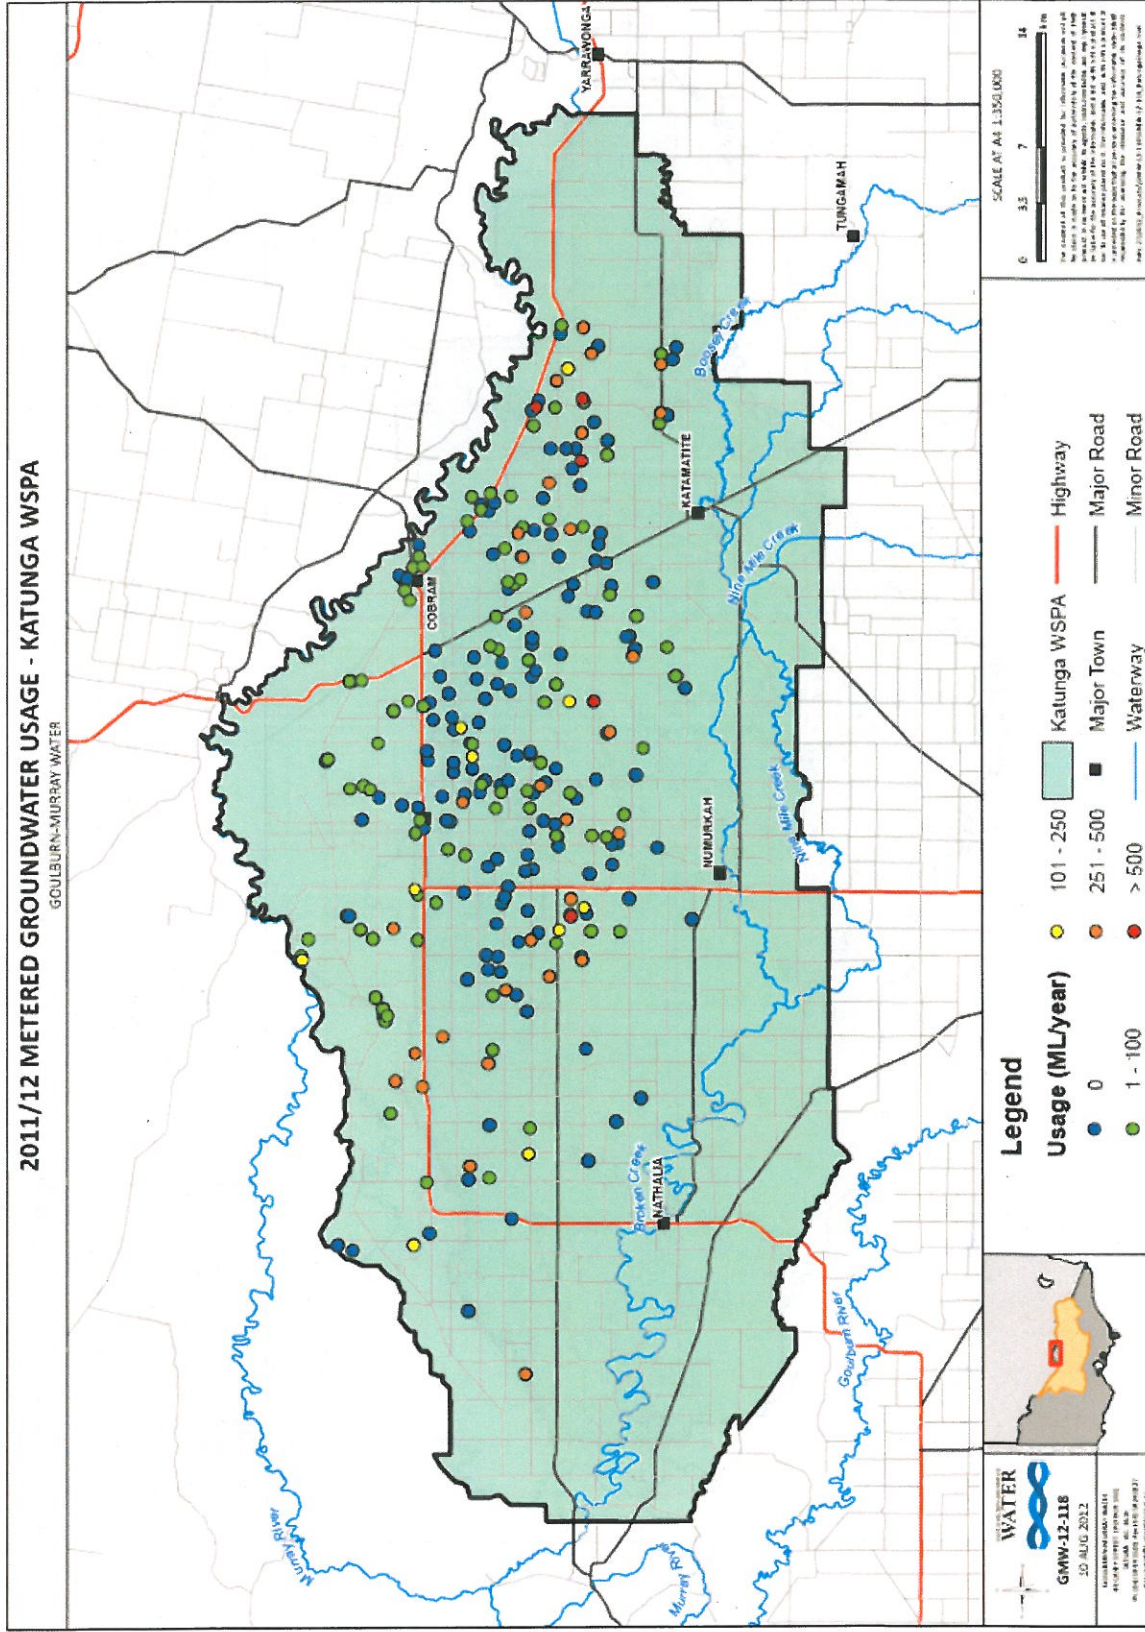 2011/12 METERED GROUNDWATER USAGE - KATUNGA WSPA
GOULBURN-MURRAY WATER
Murray River
Murray River
Goulburn River
Broken Creek
NATHALIA
NUMURKAH
Nine Mile Creek
Nine Mile Creek
COBRAM
KATAMATITE
Boosey Creek
TUNGAMAH
YARRAWONGA
WATER
GMW-12-118
10 AUG 2012
Legend
Usage (ML/year)
0
1 - 100
101 - 250
251 - 500
> 500
Katunga WSPA
Major Town
Waterway
Highway
Major Road
Minor Road
SCALE AT A4 1:350,000
0 3.5 7 14
km